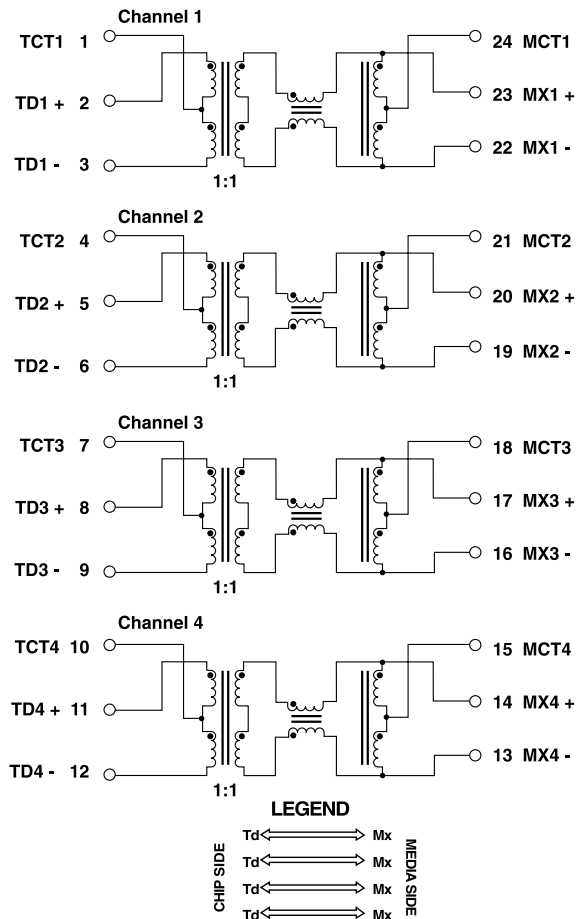 Channel 1
TCT1 1
24 MCT1
TD1 + 2
23 MX1 +
TD1 - 3
22 MX1 -
1:1
Channel 2
TCT2 4
21 MCT2
TD2 + 5
20 MX2 +
TD2 - 6
19 MX2 -
1:1
Channel 3
TCT3 7
18 MCT3
TD3 + 8
17 MX3 +
TD3 - 9
16 MX3 -
1:1
Channel 4
TCT4 10
15 MCT4
TD4 + 11
14 MX4 +
TD4 - 12
13 MX4 -
1:1
LEGEND
CHIP SIDE
Td Mx
Td Mx
Td Mx
Td Mx
MEDIA SIDE